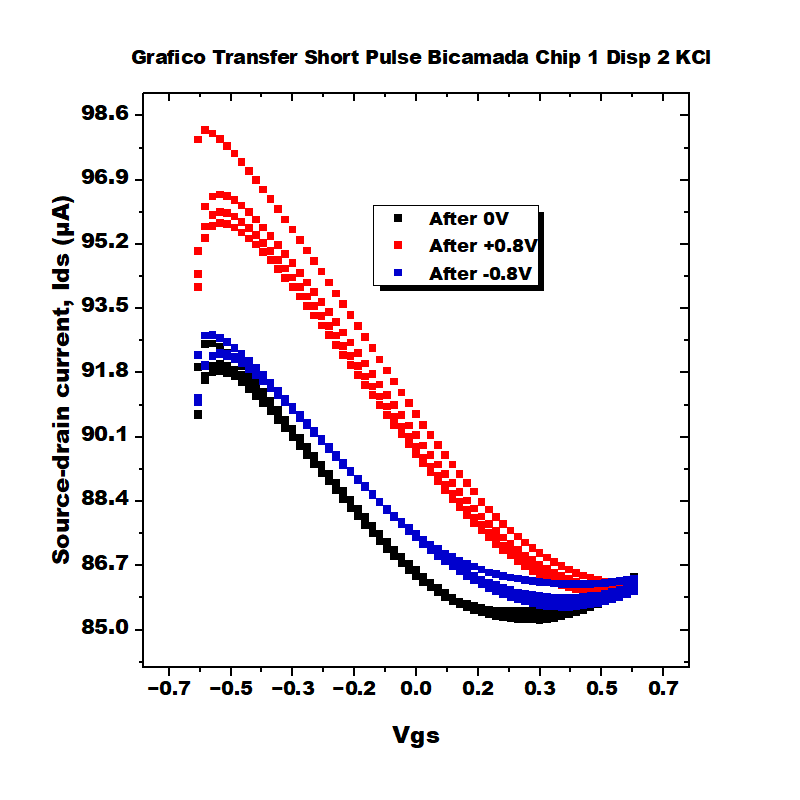 Grafico Transfer Short Pulse Bicamada Chip 1 Disp 2 KCl
98.6
96.9
95.2
93.5
91.8
90.1
88.4
86.7
85.0
Source-drain current, Ids (µA)
After 0V
After +0.8V
After -0.8V
−0.7 −0.5 −0.3 −0.2 0.0 0.2 0.3 0.5 0.7
Vgs